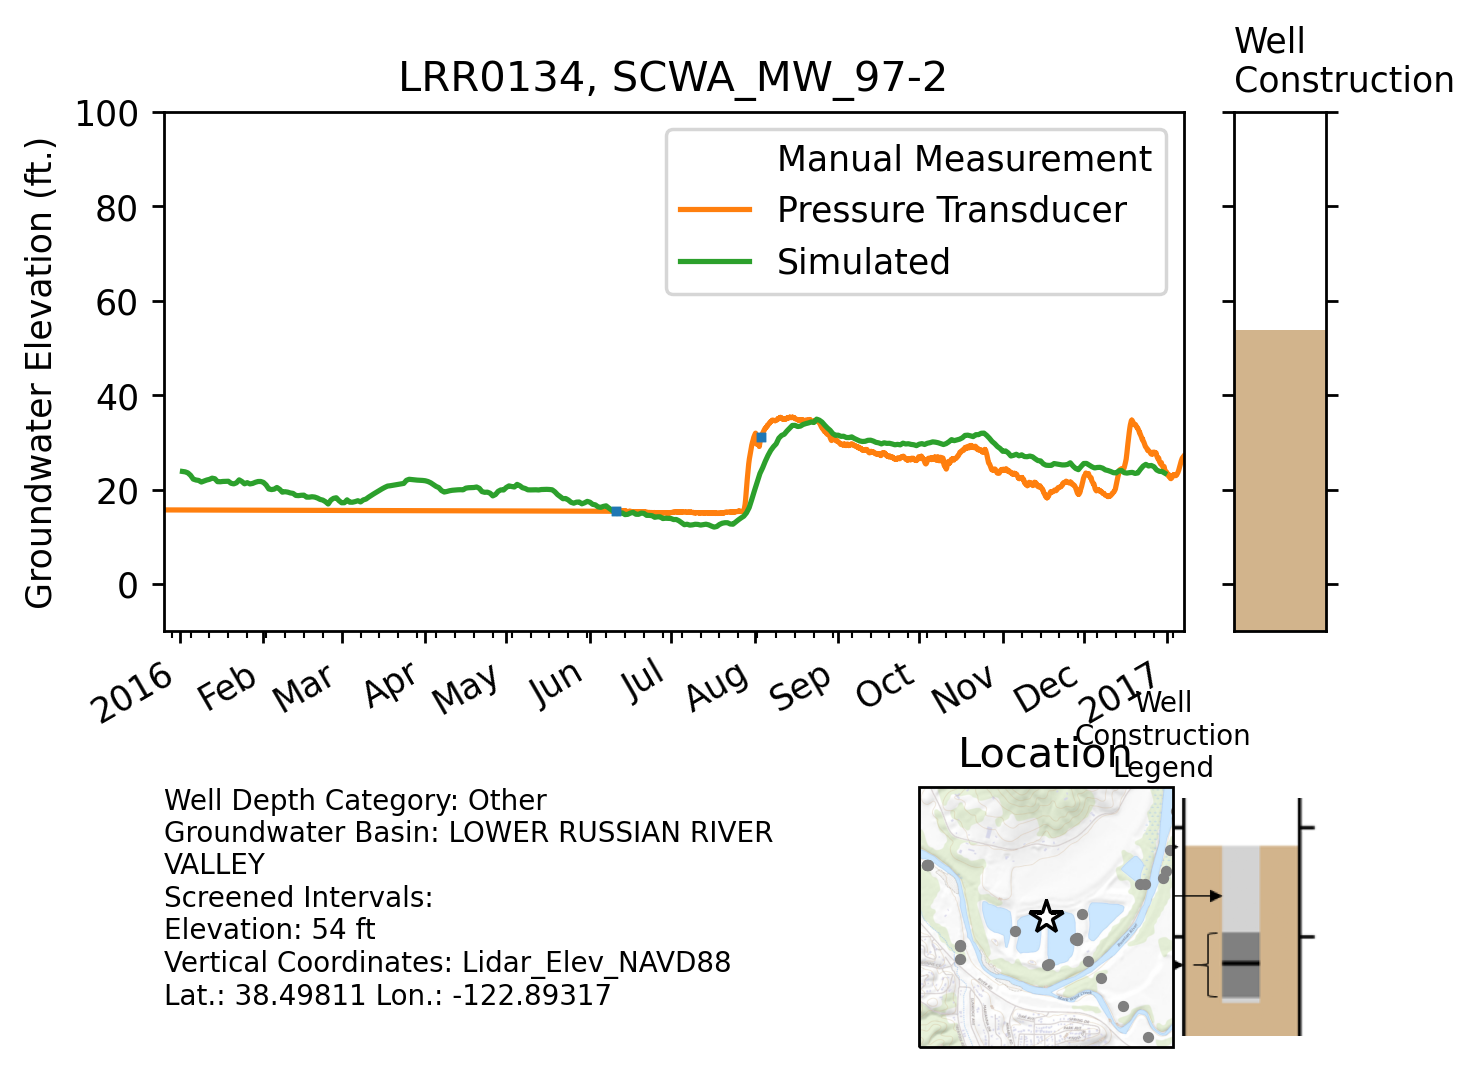 Well
Construction
LRR0134, SCWA_MW_97-2
Groundwater Elevation (ft.)
100
80
60
40
20
0
Manual Measurement
Pressure Transducer
Simulated
2016
Feb
Mar
Apr
May
Jun
Jul
Aug
Sep
Oct
Nov
Dec
2017
Well
Construction
Legend
Location
Well Depth Category: Other
Groundwater Basin: LOWER RUSSIAN RIVER
VALLEY
Screened Intervals:
Elevation: 54 ft
Vertical Coordinates: Lidar_Elev_NAVD88
Lat.: 38.49811 Lon.: -122.89317